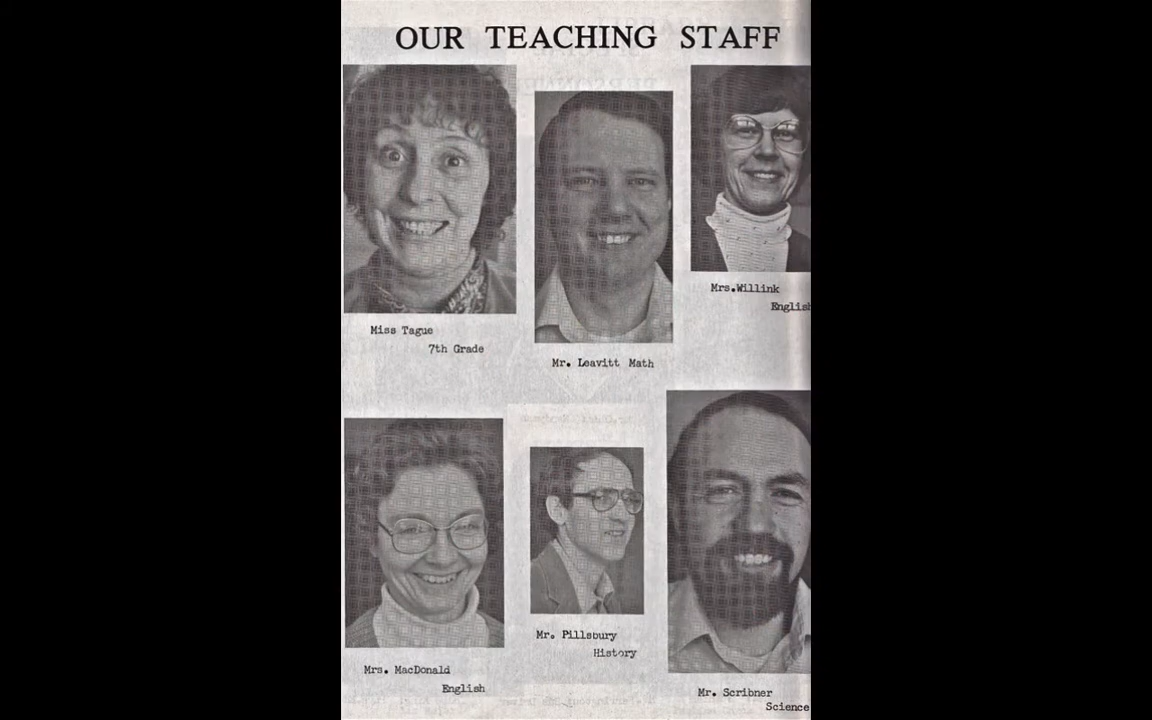 OUR TEACHING STAFF
Miss Tague
7th Grade
Mr. Leavitt Math
Mrs.Willink
English
Mrs. MacDonald
English
Mr. Pillsbury
History
Mr. Scribner
Science